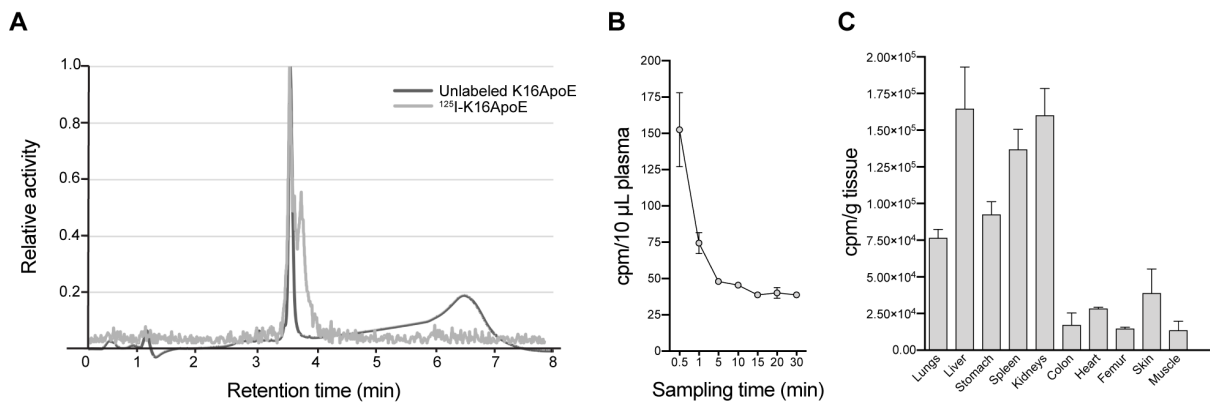 A
Relative activity
1.0
0.8
0.6
0.4
0.2
0 1 2 3 4 5 6 7 8
Retention time (min)
Unlabeled K16ApoE
¹²⁵I-K16ApoE
B
cpm/10 µL plasma
200
175
150
125
100
75
50
25
0
0.5 1 5 10 15 20 30
Sampling time (min)
C
cpm/g tissue
2.00×10⁵
1.75×10⁵
1.50×10⁵
1.25×10⁵
1.00×10⁵
7.50×10⁴
5.00×10⁴
2.50×10⁴
0.00
Lungs
Liver
Stomach
Spleen
Kidneys
Colon
Heart
Femur
Skin
Muscle